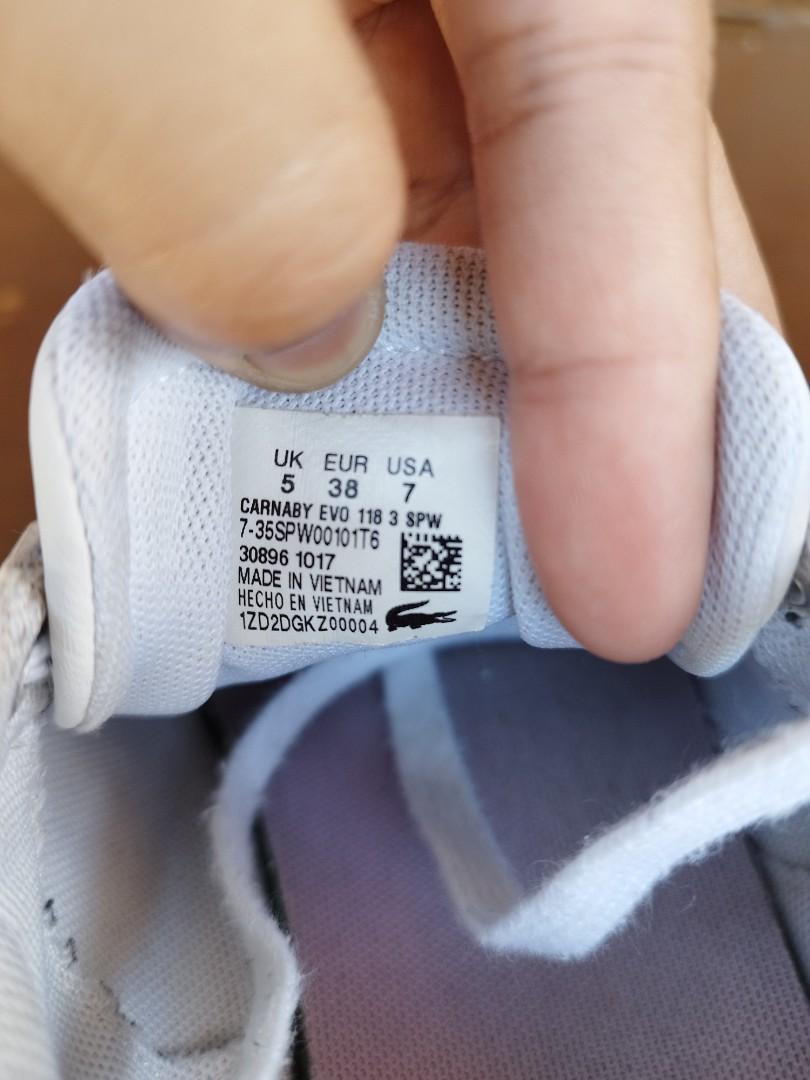 UK EUR USA
5 38 7
CARNABY EVO 118 3 SPW
7-35SPW00101T6
30896 1017
MADE IN VIETNAM
HECHO EN VIETNAM
1ZD2DGKZ00004